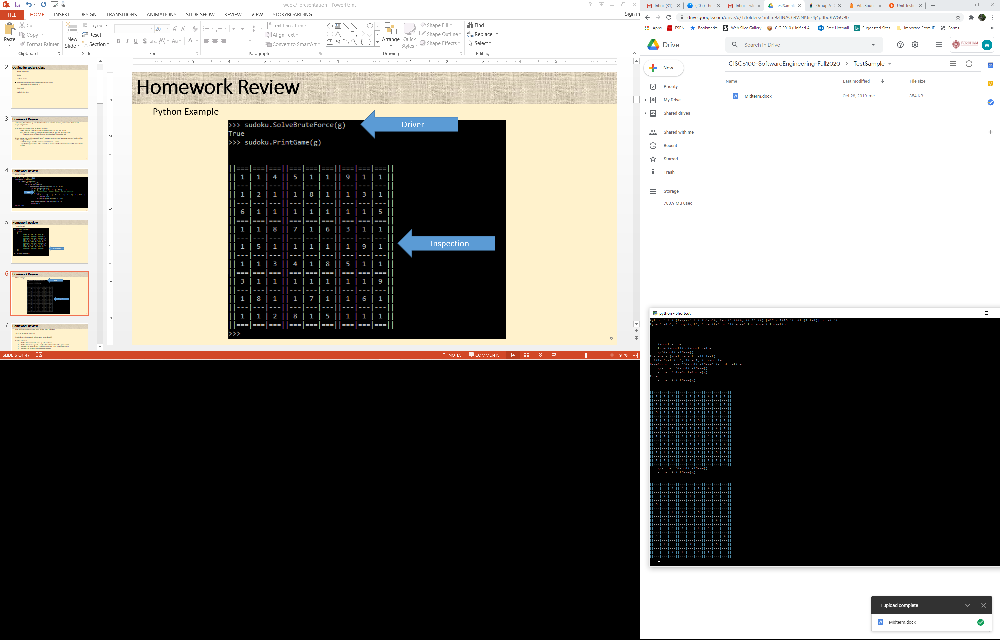 week7-presentation - PowerPoint
FILE HOME INSERT DESIGN TRANSITIONS ANIMATIONS SLIDE SHOW REVIEW VIEW STORYBOARDING Sign in
Paste
Cut
Copy
Format Painter
Clipboard
New Slide
Layout
Reset
Section
Slides
20
Font
Text Direction
Align Text
Convert to SmartArt
Paragraph
Arrange
Quick Styles
Shape Fill
Shape Outline
Shape Effects
Drawing
Find
Replace
Select
Editing
2
Outline for today's class
3
Homework Review
4
Homework Review
5
Homework Review
6
Homework Review
7
Homework Review
Homework Review
Python Example
>>> sudoku.SolveBruteForce(g)
Driver
True
>>> sudoku.PrintGame(g)
||===|===|===||===|===|===||===|===|===||
|| 1 | 1 | 4 || 5 | 1 | 1 || 9 | 1 | 1 ||
||---|---|---||---|---|---||---|---|---||
|| 1 | 2 | 1 || 1 | 8 | 1 || 1 | 3 | 1 ||
||---|---|---||---|---|---||---|---|---||
|| 6 | 1 | 1 || 1 | 1 | 1 || 1 | 1 | 5 ||
||===|===|===||===|===|===||===|===|===||
|| 1 | 1 | 8 || 7 | 1 | 6 || 3 | 1 | 1 ||
||---|---|---||---|---|---||---|---|---||
|| 1 | 5 | 1 || 1 | 1 | 1 || 1 | 9 | 1 ||
Inspection
||---|---|---||---|---|---||---|---|---||
|| 1 | 1 | 3 || 4 | 1 | 8 || 5 | 1 | 1 ||
||===|===|===||===|===|===||===|===|===||
|| 3 | 1 | 1 || 1 | 1 | 1 || 1 | 1 | 9 ||
||---|---|---||---|---|---||---|---|---||
|| 1 | 8 | 1 || 1 | 7 | 1 || 1 | 6 | 1 ||
||---|---|---||---|---|---||---|---|---||
|| 1 | 1 | 2 || 8 | 1 | 5 || 1 | 1 | 1 ||
||===|===|===||===|===|===||===|===|===||
>>>
6
SLIDE 6 OF 47
NOTES COMMENTS 91%
Inbox (31) (20+) The Inbox - TestSampl Group A- VitalSourc Unit Testin
drive.google.com/drive/u/1/folders/1inBm9zBNAC69VJNK6ix4j4pBbqRWGO9b
Apps ESPN Bookmarks Web Slice Gallery CIG 2010 (Unified A... Free Hotmail Suggested Sites Imported From IE Forms »
Drive
Search in Drive
FORDHAM
W
New
CISC6100-SoftwareEngineering-Fall2020 > TestSample
Name Last modified File size
Midterm.docx Oct 28, 2019 me 354 KB
Priority
My Drive
Shared drives
Shared with me
Recent
Starred
Trash
Storage
783.9 MB used
python - Shortcut
Python 3.8.2 (tags/v3.8.2:7b3ab59, Feb 25 2020, 22:45:29) [MSC v.1916 32 bit (Intel)] on win32
Type "help", "copyright", "credits" or "license" for more information.
>>>
>>>
>>>
>>>
>>> import sudoku
>>> from importlib import reload
>>> g=DiabolicalGame()
Traceback (most recent call last):
File "<stdin>", line 1, in <module>
NameError: name 'DiabolicalGame' is not defined
>>> g=sudoku.DiabolicalGame()
>>> sudoku.SolveBruteForce(g)
True
>>> sudoku.PrintGame(g)
||===|===|===||===|===|===||===|===|===||
|| 1 | 1 | 4 || 5 | 1 | 1 || 9 | 1 | 1 ||
||---|---|---||---|---|---||---|---|---||
|| 1 | 2 | 1 || 1 | 8 | 1 || 1 | 3 | 1 ||
||---|---|---||---|---|---||---|---|---||
|| 6 | 1 | 1 || 1 | 1 | 1 || 1 | 1 | 5 ||
||===|===|===||===|===|===||===|===|===||
|| 1 | 1 | 8 || 7 | 1 | 6 || 3 | 1 | 1 ||
||---|---|---||---|---|---||---|---|---||
|| 1 | 5 | 1 || 1 | 1 | 1 || 1 | 9 | 1 ||
||---|---|---||---|---|---||---|---|---||
|| 1 | 1 | 3 || 4 | 1 | 8 || 5 | 1 | 1 ||
||===|===|===||===|===|===||===|===|===||
|| 3 | 1 | 1 || 1 | 1 | 1 || 1 | 1 | 9 ||
||---|---|---||---|---|---||---|---|---||
|| 1 | 8 | 1 || 1 | 7 | 1 || 1 | 6 | 1 ||
||---|---|---||---|---|---||---|---|---||
|| 1 | 1 | 2 || 8 | 1 | 5 || 1 | 1 | 1 ||
||===|===|===||===|===|===||===|===|===||
>>> g=sudoku.DiabolicalGame()
>>> sudoku.PrintGame(g)
||===|===|===||===|===|===||===|===|===||
||   |   | 4 || 5 |   | 1 || 9 |   |   ||
||---|---|---||---|---|---||---|---|---||
||   | 2 |   ||   | 8 |   ||   | 3 |   ||
||---|---|---||---|---|---||---|---|---||
|| 6 |   |   ||   |   |   ||   |   | 5 ||
||===|===|===||===|===|===||===|===|===||
||   |   | 8 || 7 |   | 6 || 3 |   |   ||
||---|---|---||---|---|---||---|---|---||
||   | 5 |   ||   |   |   ||   | 9 |   ||
||---|---|---||---|---|---||---|---|---||
||   |   | 3 || 4 |   | 8 || 5 |   |   ||
||===|===|===||===|===|===||===|===|===||
|| 3 |   |   ||   |   |   ||   |   | 9 ||
||---|---|---||---|---|---||---|---|---||
||   | 8 |   ||   | 7 |   ||   | 6 |   ||
||---|---|---||---|---|---||---|---|---||
||   |   | 2 || 8 |   | 5 || 1 |   |   ||
||===|===|===||===|===|===||===|===|===||
>>> _
1 upload complete
Midterm.docx